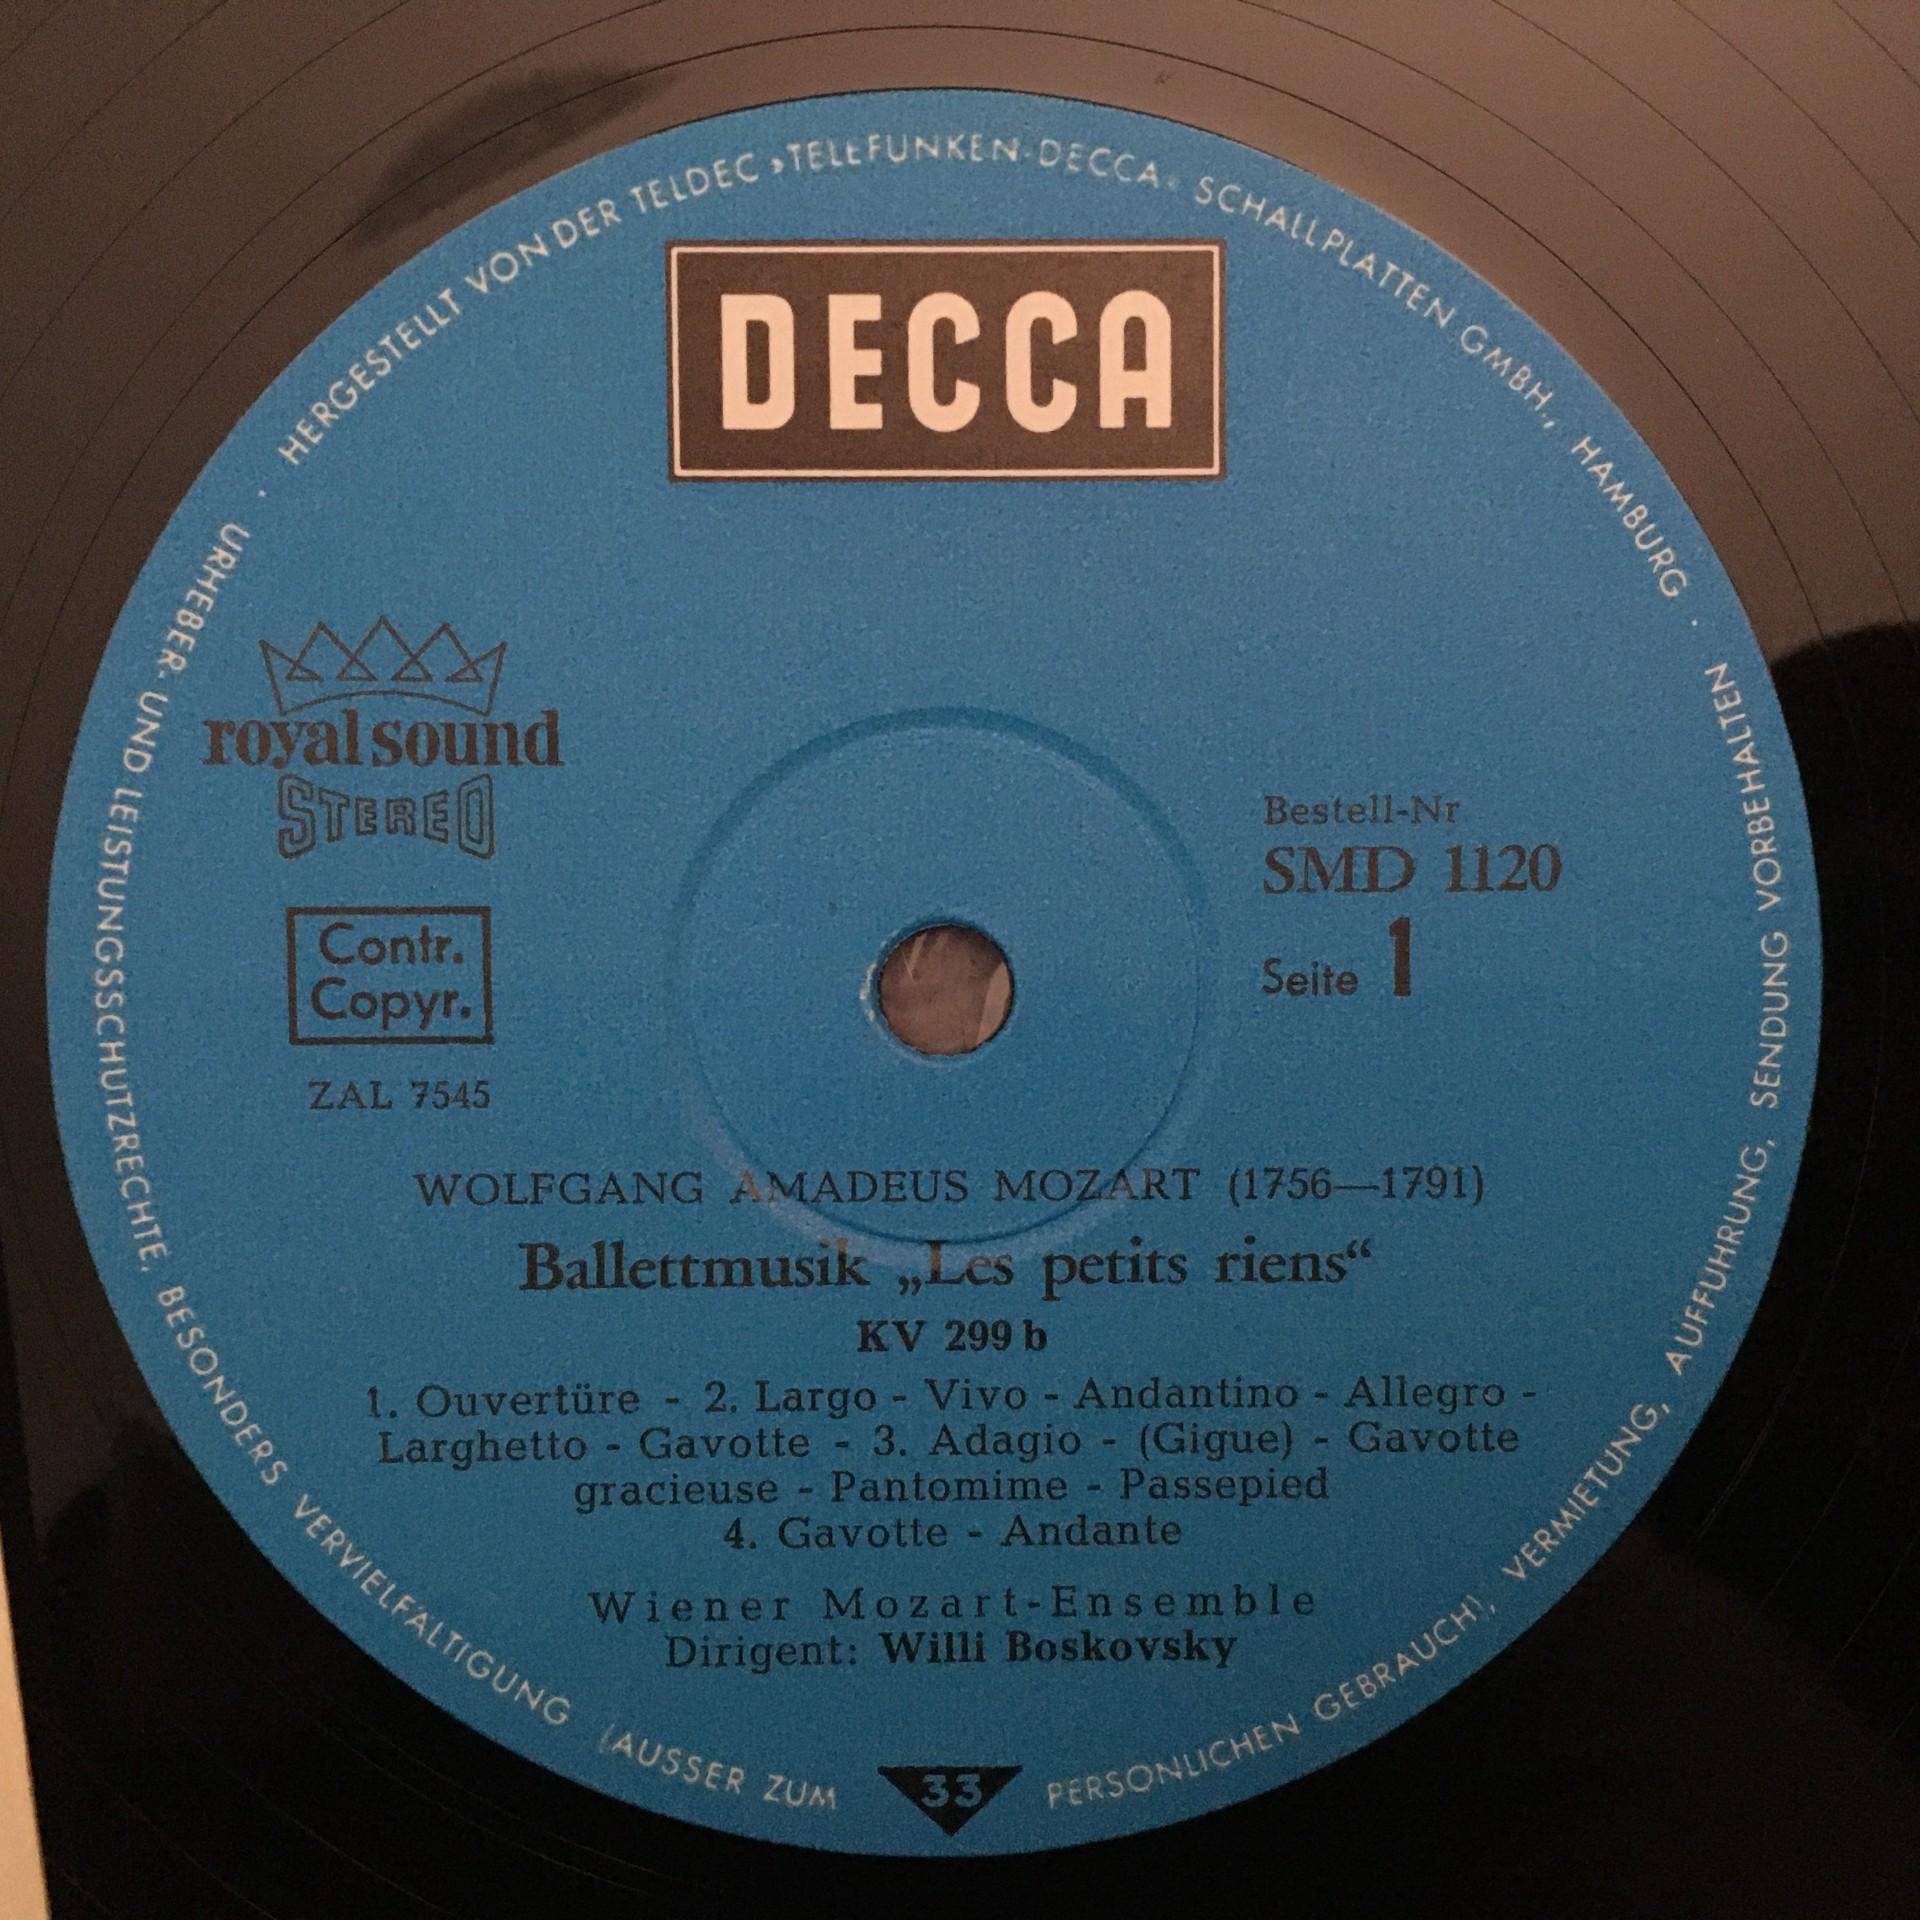 HERGESTELLT VON DER TELDEC »TELEFUNKEN-DECCA« SCHALLPLATTEN GMBH., HAMBURG ·
DECCA
royal sound
STEREO
Contr.
Copyr.
ZAL 7545
Bestell-Nr
SMD 1120
Seite 1
WOLFGANG AMADEUS MOZART (1756—1791)
Ballettmusik „Les petits riens“
KV 299 b
1. Ouvertüre - 2. Largo - Vivo - Andantino - Allegro -
Larghetto - Gavotte - 3. Adagio - (Gigue) - Gavotte
gracieuse - Pantomime - Passepied
4. Gavotte - Andante
Wiener Mozart-Ensemble
Dirigent: Willi Boskovsky
33
URHEBER- UND LEISTUNGSSCHUTZRECHTE, BESONDERS VERVIELFÄLTIGUNG (AUSSER ZUM PERSÖNLICHEN GEBRAUCH), VERMIETUNG, AUFFÜHRUNG, SENDUNG VORBEHALTEN